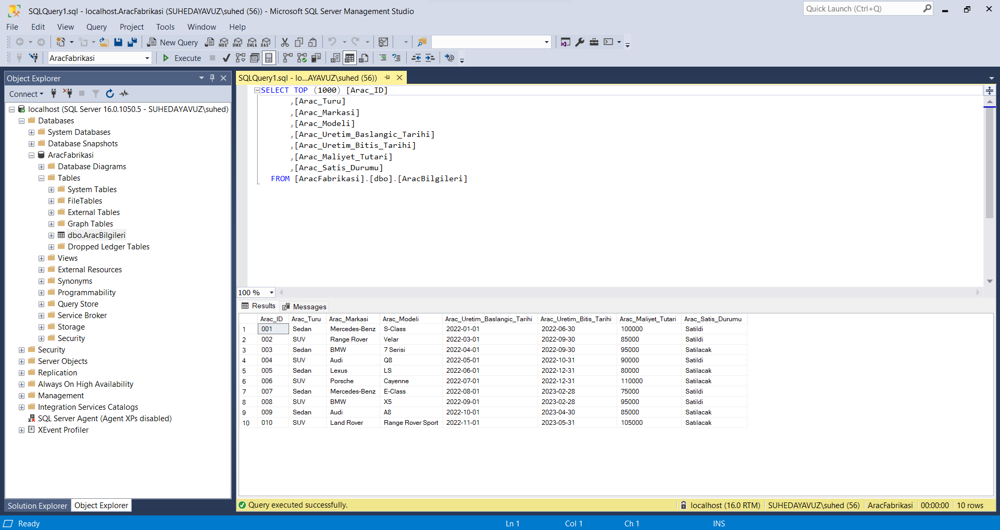 SQLQuery1.sql - localhost.AracFabrikasi (SUHEDAYAVUZ\suhed (56)) - Microsoft SQL Server Management Studio
Quick Launch (Ctrl+Q)
File Edit View Query Project Tools Window Help
New Query MDX DMX XMLA DAX
AracFabrikasi Execute
Object Explorer
Connect
localhost (SQL Server 16.0.1050.5 - SUHEDAYAVUZ\suhed)
Databases
System Databases
Database Snapshots
AracFabrikasi
Database Diagrams
Tables
System Tables
FileTables
External Tables
Graph Tables
dbo.AracBilgileri
Dropped Ledger Tables
Views
External Resources
Synonyms
Programmability
Query Store
Service Broker
Storage
Security
Security
Server Objects
Replication
Always On High Availability
Management
Integration Services Catalogs
SQL Server Agent (Agent XPs disabled)
XEvent Profiler
Solution Explorer Object Explorer
SQLQuery1.sql - lo...AYAVUZ\suhed (56))
SELECT TOP (1000) [Arac_ID]
,[Arac_Turu]
,[Arac_Markasi]
,[Arac_Modeli]
,[Arac_Uretim_Baslangic_Tarihi]
,[Arac_Uretim_Bitis_Tarihi]
,[Arac_Maliyet_Tutari]
,[Arac_Satis_Durumu]
FROM [AracFabrikasi].[dbo].[AracBilgileri]
100 %
Results Messages
Arac_ID Arac_Turu Arac_Markasi Arac_Modeli Arac_Uretim_Baslangic_Tarihi Arac_Uretim_Bitis_Tarihi Arac_Maliyet_Tutari Arac_Satis_Durumu
1 001 Sedan Mercedes-Benz S-Class 2022-01-01 2022-06-30 100000 Satıldi
2 002 SUV Range Rover Velar 2022-03-01 2022-09-30 85000 Satıldi
3 003 Sedan BMW 7 Serisi 2022-04-01 2022-09-30 95000 Satılacak
4 004 SUV Audi Q8 2022-05-01 2022-10-31 90000 Satıldi
5 005 Sedan Lexus LS 2022-06-01 2022-12-31 80000 Satılacak
6 006 SUV Porsche Cayenne 2022-07-01 2022-12-31 110000 Satılacak
7 007 Sedan Mercedes-Benz E-Class 2022-08-01 2023-02-28 75000 Satıldi
8 008 SUV BMW X5 2022-09-01 2023-02-28 95000 Satıldi
9 009 Sedan Audi A8 2022-10-01 2023-04-30 85000 Satılacak
10 010 SUV Land Rover Range Rover Sport 2022-11-01 2023-05-31 105000 Satılacak
Query executed successfully. localhost (16.0 RTM) SUHEDAYAVUZ\suhed (56) AracFabrikasi 00:00:00 10 rows
Ready Ln 1 Col 1 Ch 1 INS